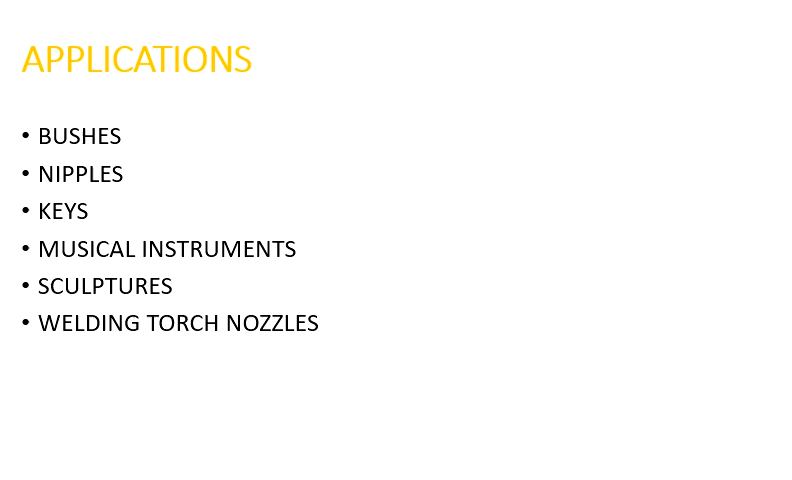 APPLICATIONS
• BUSHES
• NIPPLES
• KEYS
• MUSICAL INSTRUMENTS
• SCULPTURES
• WELDING TORCH NOZZLES